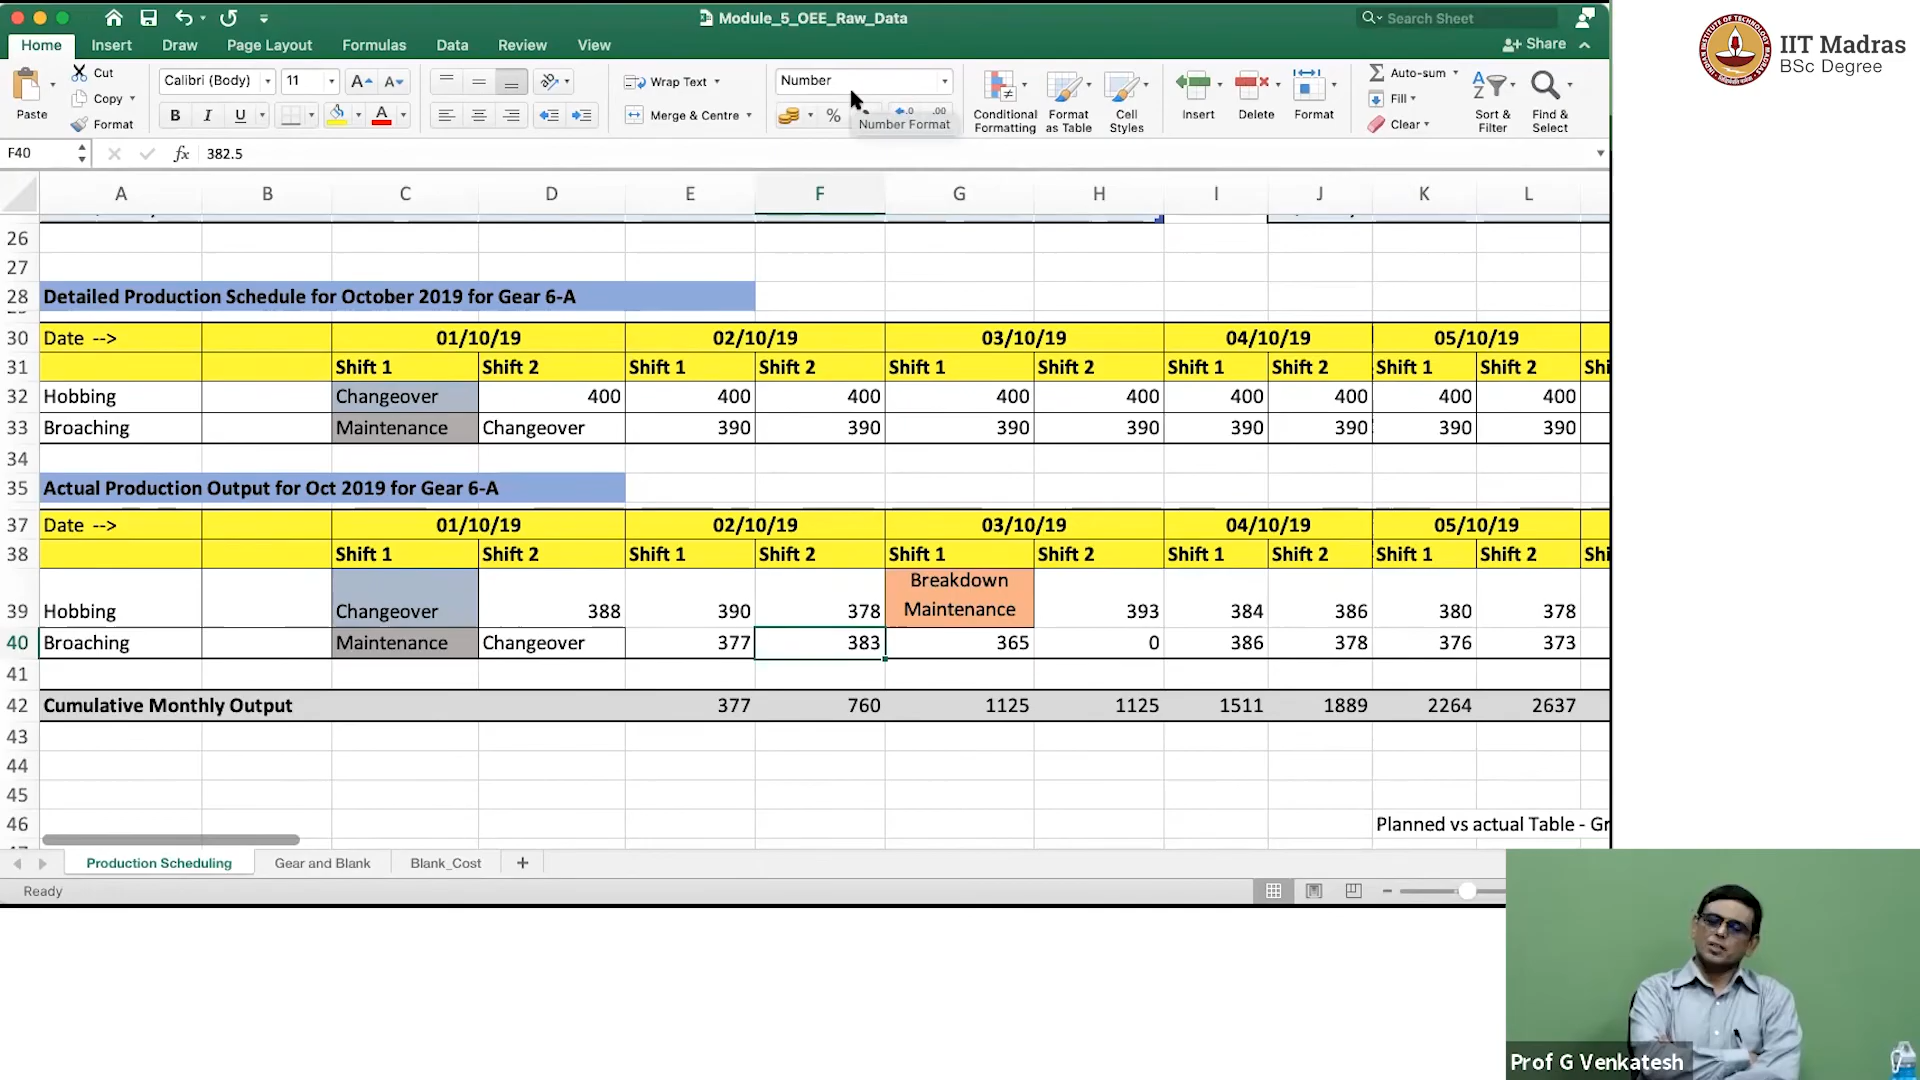 Module_5_OEE_Raw_Data
Search Sheet
Home Insert Draw Page Layout Formulas Data Review View
Share
IIT Madras
BSc Degree
Paste
Cut
Copy
Format
Calibri (Body) 11
A A
B I U A
Wrap Text
Merge & Centre
Number
%
Number Format
Conditional Formatting
Format as Table
Cell Styles
Insert
Delete
Format
Auto-sum
Fill
Clear
Sort & Filter
Find & Select
F40 fx 382.5
A B C D E F G H I J K L
26
27
28 Detailed Production Schedule for October 2019 for Gear 6-A
30 Date --> 01/10/19 02/10/19 03/10/19 04/10/19 05/10/19
31 Shift 1 Shift 2 Shift 1 Shift 2 Shift 1 Shift 2 Shift 1 Shift 2 Shift 1 Shift 2 Shi
32 Hobbing Changeover 400 400 400 400 400 400 400 400 400
33 Broaching Maintenance Changeover 390 390 390 390 390 390 390 390
34
35 Actual Production Output for Oct 2019 for Gear 6-A
37 Date --> 01/10/19 02/10/19 03/10/19 04/10/19 05/10/19
38 Shift 1 Shift 2 Shift 1 Shift 2 Shift 1 Shift 2 Shift 1 Shift 2 Shift 1 Shift 2 Shi
Breakdown
39 Hobbing Changeover 388 390 378 Maintenance 393 384 386 380 378
40 Broaching Maintenance Changeover 377 383 365 0 386 378 376 373
41
42 Cumulative Monthly Output 377 760 1125 1125 1511 1889 2264 2637
43
44
45
46 Planned vs actual Table - Gr
Production Scheduling Gear and Blank Blank_Cost +
Ready
Prof G Venkatesh